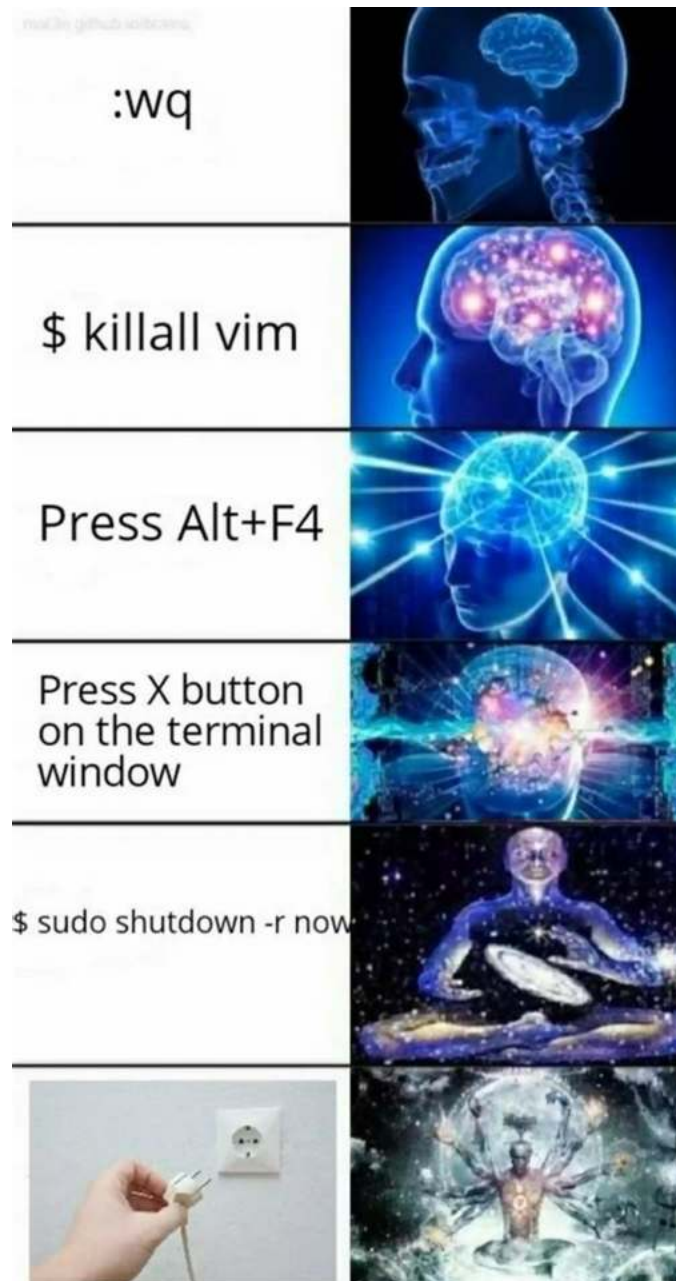 :wq
$ killall vim
Press Alt+F4
Press X button
on the terminal
window
$ sudo shutdown -r now